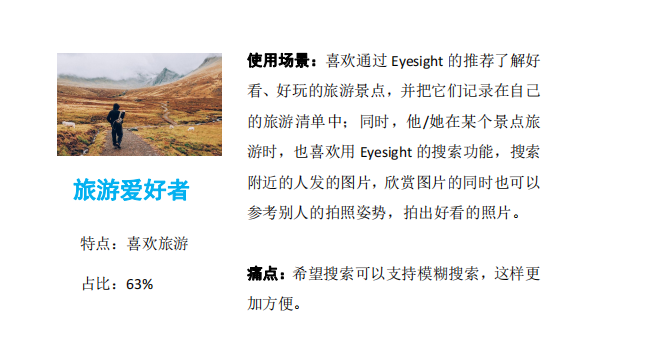 旅游爱好者
特点：喜欢旅游
占比：63%
使用场景：喜欢通过 Eyesight 的推荐了解好
看、好玩的旅游景点，并把它们记录在自己
的旅游清单中；同时，他/她在某个景点旅
游时，也喜欢用 Eyesight 的搜索功能，搜索
附近的人发的图片，欣赏图片的同时也可以
参考别人的拍照姿势，拍出好看的照片。
痛点：希望搜索可以支持模糊搜索，这样更
加方便。